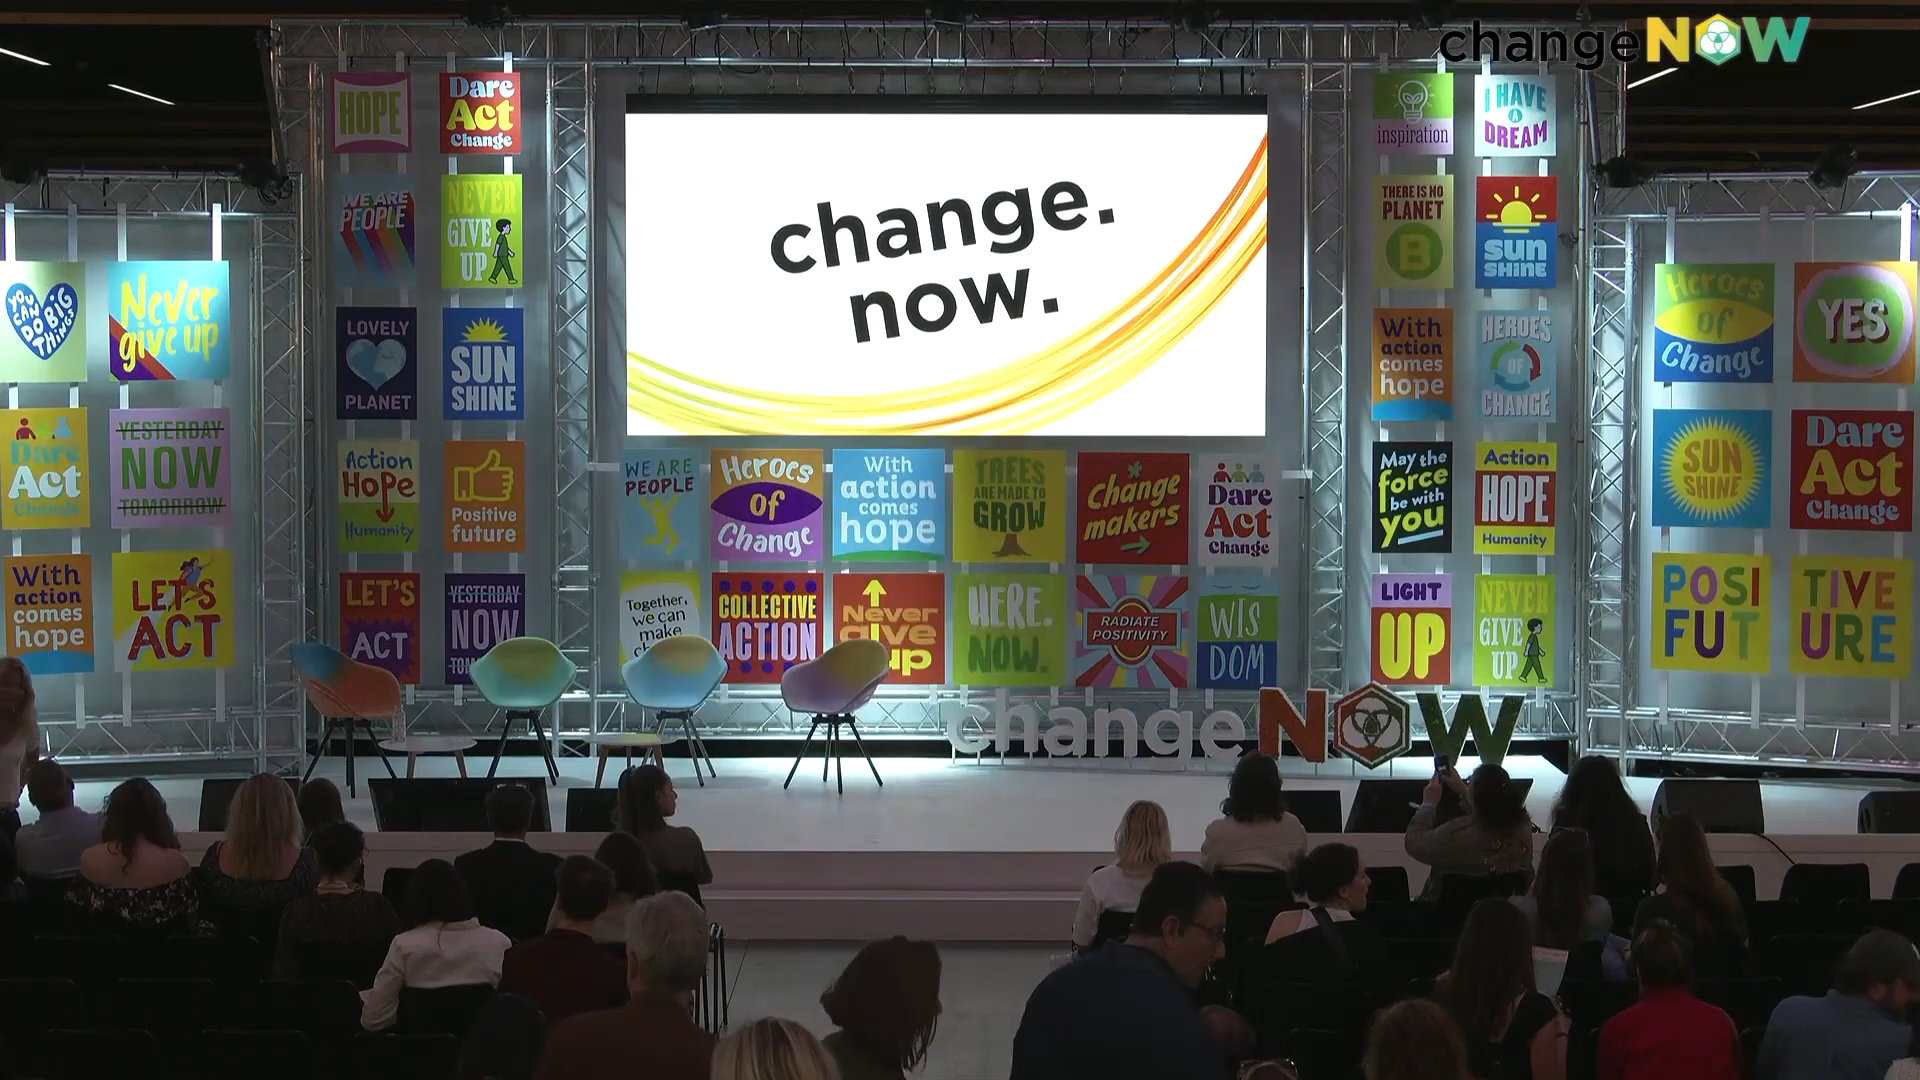 changeNOW
HOPE
Dare
Act
Change
WE ARE
PEOPLE
NEVER
GIVE
UP
LOVELY
PLANET
SUN
SHINE
Action
Hope
Humanity
Positive
future
LET'S
ACT
YESTERDAY
NOW
TOM
YOU
CAN
DO BIG
THINGS
Never
give up
Dare
Act
Change
YESTERDAY
NOW
TOMORROW
With
action
comes
hope
LET'S
ACT
change.
now.
WE ARE
PEOPLE
Heroes
of
Change
With
action
comes
hope
TREES
ARE MADE TO
GROW
change
makers
Dare
Act
Change
Together,
we can
make
COLLECTIVE
ACTION
Never
give
up
HERE.
NOW.
RADIATE
POSITIVITY
WIS
DOM
changeNOW
inspiration
I HAVE
A
DREAM
THERE IS NO
PLANET
B
SUN
SHINE
With
action
comes
hope
HEROES
OF
CHANGE
May the
force
be with
you
Action
HOPE
Humanity
LIGHT
UP
NEVER
GIVE
UP
Heroes
of
Change
YES
SUN
SHINE
Dare
Act
Change
POSI
FUT
TIVE
URE